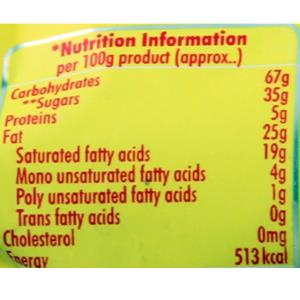 *Nutrition Information
per 100g product (approx..)
Carbohydrates 67g
**Sugars 35g
Proteins 5g
Fat 25g
Saturated fatty acids 19g
Mono unsaturated fatty acids 4g
Poly unsaturated fatty acids 1g
Trans fatty acids 0g
Cholesterol 0mg
Energy 513 kcal